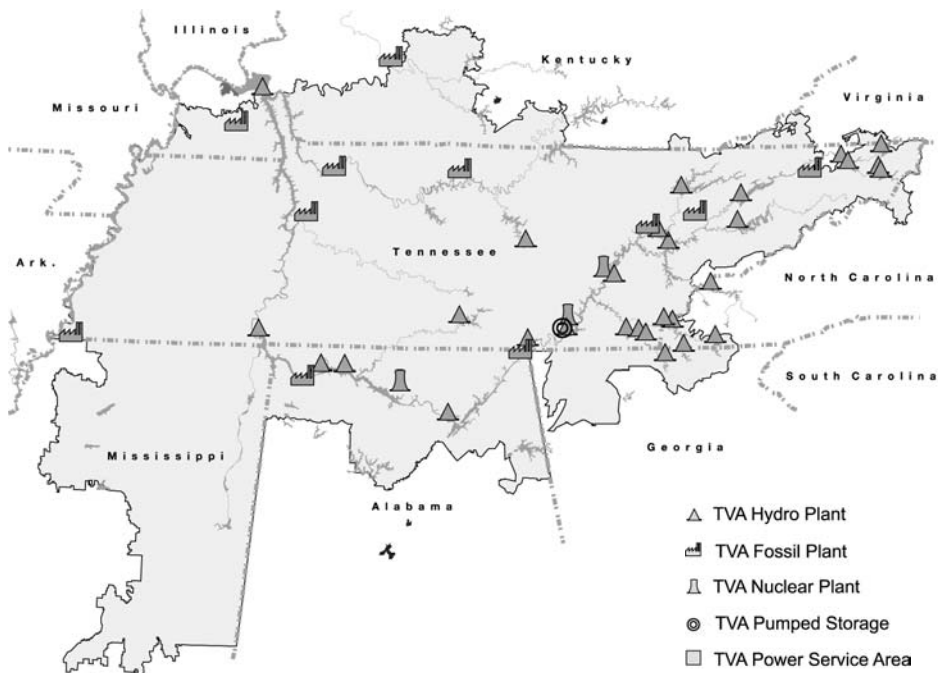 Illinois
Kentucky
Missouri
Virginia
Tennessee
Ark.
North Carolina
South Carolina
Mississippi
Georgia
Alabama
TVA Hydro Plant
TVA Fossil Plant
TVA Nuclear Plant
TVA Pumped Storage
TVA Power Service Area